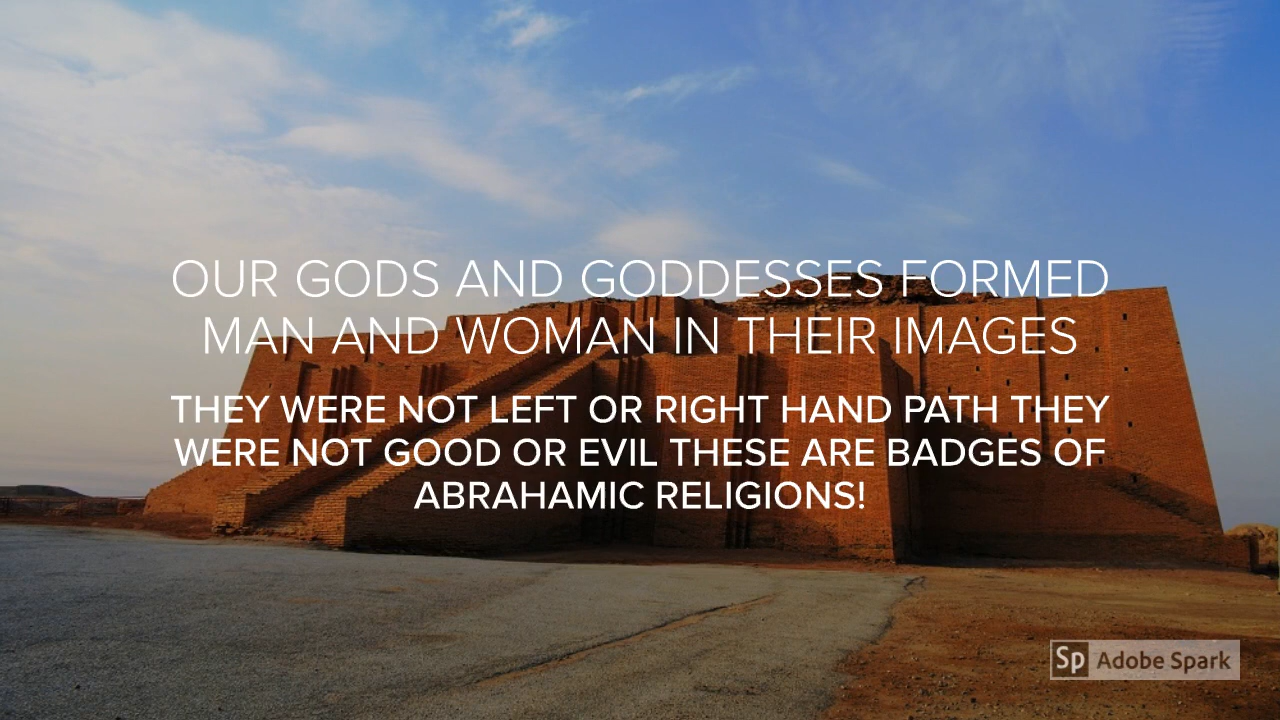 OUR GODS AND GODDESSES FORMED
MAN AND WOMAN IN THEIR IMAGES
THEY WERE NOT LEFT OR RIGHT HAND PATH THEY
WERE NOT GOOD OR EVIL THESE ARE BADGES OF
ABRAHAMIC RELIGIONS!
Sp Adobe Spark